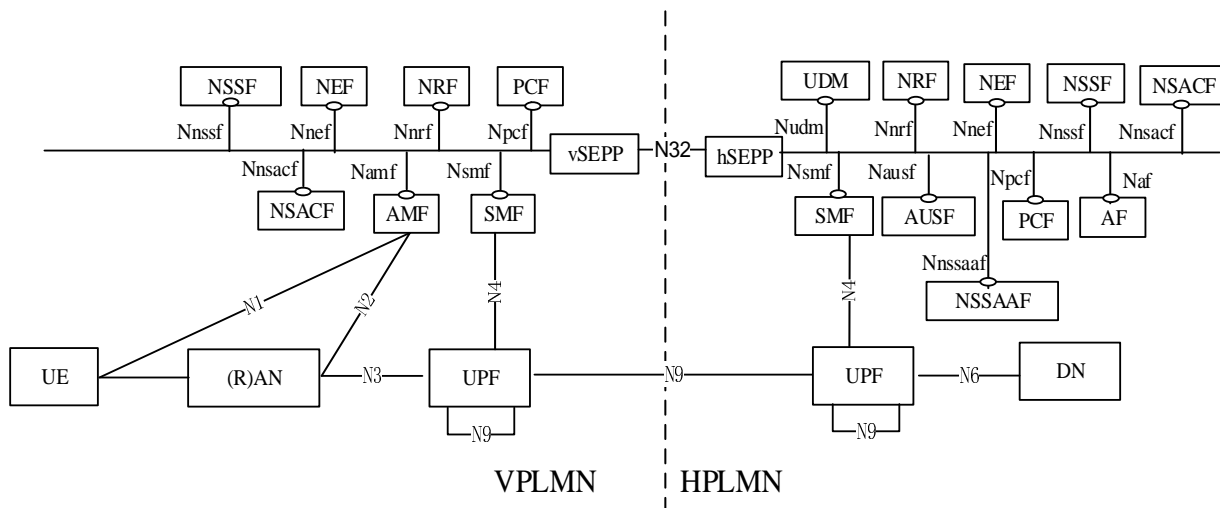 NSSF NEF NRF PCF UDM NRF NEF NSSF NSACF
Nnssf Nnef Nnrf Npcf Nudm Nnrf Nnef Nnssf Nnsacf
vSEPP N32 hSEPP
Nnsacf Namf Nsmf Nsmf Nausf Npcf Naf
NSACF AMF SMF SMF AUSF PCF AF
Nnssaaf
NSSAAF
N1 N2 N4 N4
UE (R)AN N3 UPF N9 UPF N6 DN
N9 N9
VPLMN HPLMN